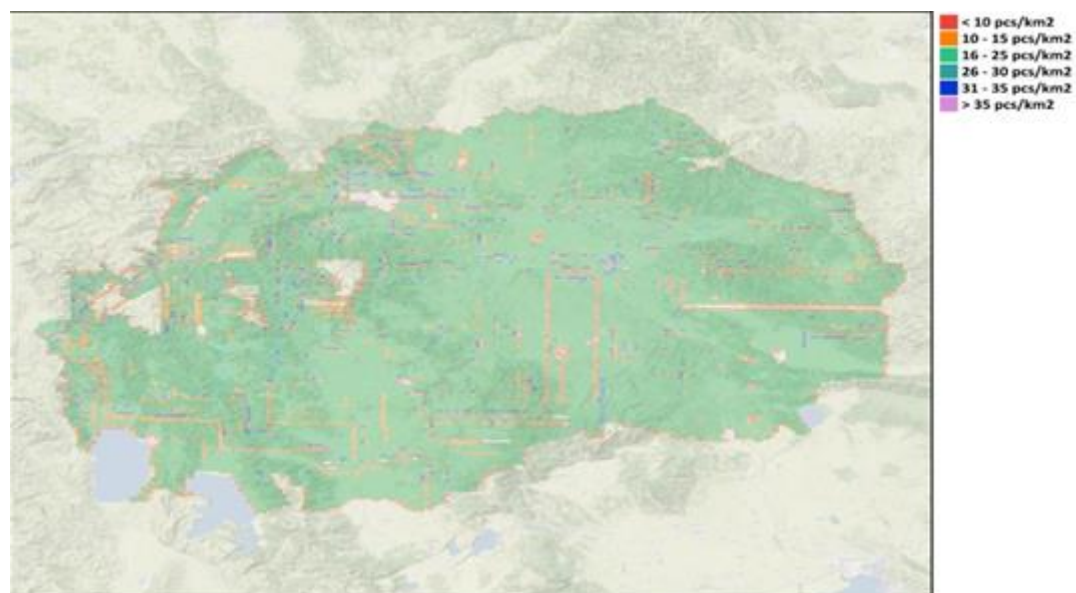 < 10 pcs/km2
10 - 15 pcs/km2
16 - 25 pcs/km2
26 - 30 pcs/km2
31 - 35 pcs/km2
> 35 pcs/km2